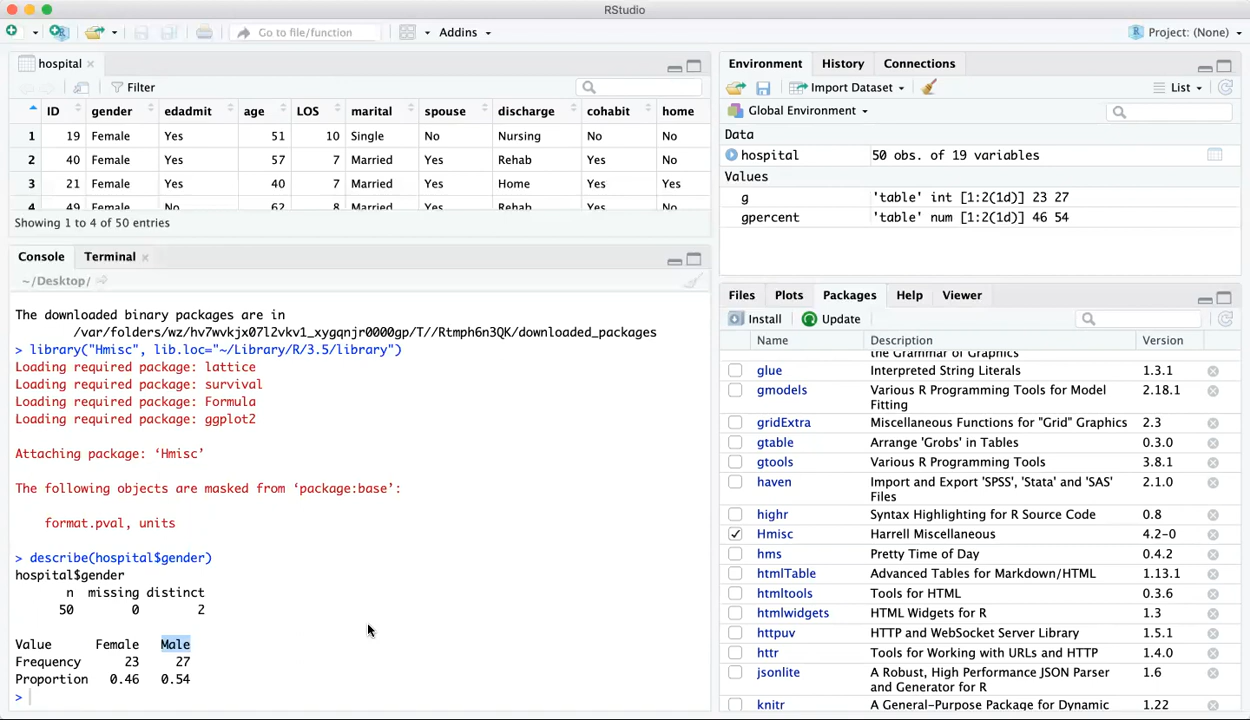 RStudio
Go to file/function
Addins
Project: (None)
hospital
Filter
ID gender edadmit age LOS marital spouse discharge cohabit home
1 19 Female Yes 51 10 Single No Nursing No No
2 40 Female Yes 57 7 Married Yes Rehab Yes No
3 21 Female Yes 40 7 Married Yes Home Yes Yes
4 49 Female No 62 8 Married Yes Rehab Yes No
Showing 1 to 4 of 50 entries
Console Terminal
~/Desktop/
The downloaded binary packages are in
/var/folders/wz/hv7wvkjx07l2vkv1_xygqnjr0000gp/T//Rtmph6n3QK/downloaded_packages
> library("Hmisc", lib.loc="~/Library/R/3.5/library")
Loading required package: lattice
Loading required package: survival
Loading required package: Formula
Loading required package: ggplot2
Attaching package: ‘Hmisc’
The following objects are masked from ‘package:base’:
format.pval, units
> describe(hospital$gender)
hospital$gender
n missing distinct
50 0 2
Value Female Male
Frequency 23 27
Proportion 0.46 0.54
>
Environment History Connections
Import Dataset
List
Global Environment
Data
hospital 50 obs. of 19 variables
Values
g 'table' int [1:2(1d)] 23 27
gpercent 'table' num [1:2(1d)] 46 54
Files Plots Packages Help Viewer
Install Update
Name Description Version
the Grammar of Graphics
glue Interpreted String Literals 1.3.1
gmodels Various R Programming Tools for Model 2.18.1
Fitting
gridExtra Miscellaneous Functions for "Grid" Graphics 2.3
gtable Arrange 'Grobs' in Tables 0.3.0
gtools Various R Programming Tools 3.8.1
haven Import and Export 'SPSS', 'Stata' and 'SAS' 2.1.0
Files
highr Syntax Highlighting for R Source Code 0.8
Hmisc Harrell Miscellaneous 4.2-0
hms Pretty Time of Day 0.4.2
htmlTable Advanced Tables for Markdown/HTML 1.13.1
htmltools Tools for HTML 0.3.6
htmlwidgets HTML Widgets for R 1.3
httpuv HTTP and WebSocket Server Library 1.5.1
httr Tools for Working with URLs and HTTP 1.4.0
jsonlite A Robust, High Performance JSON Parser 1.6
and Generator for R
knitr A General-Purpose Package for Dynamic 1.22